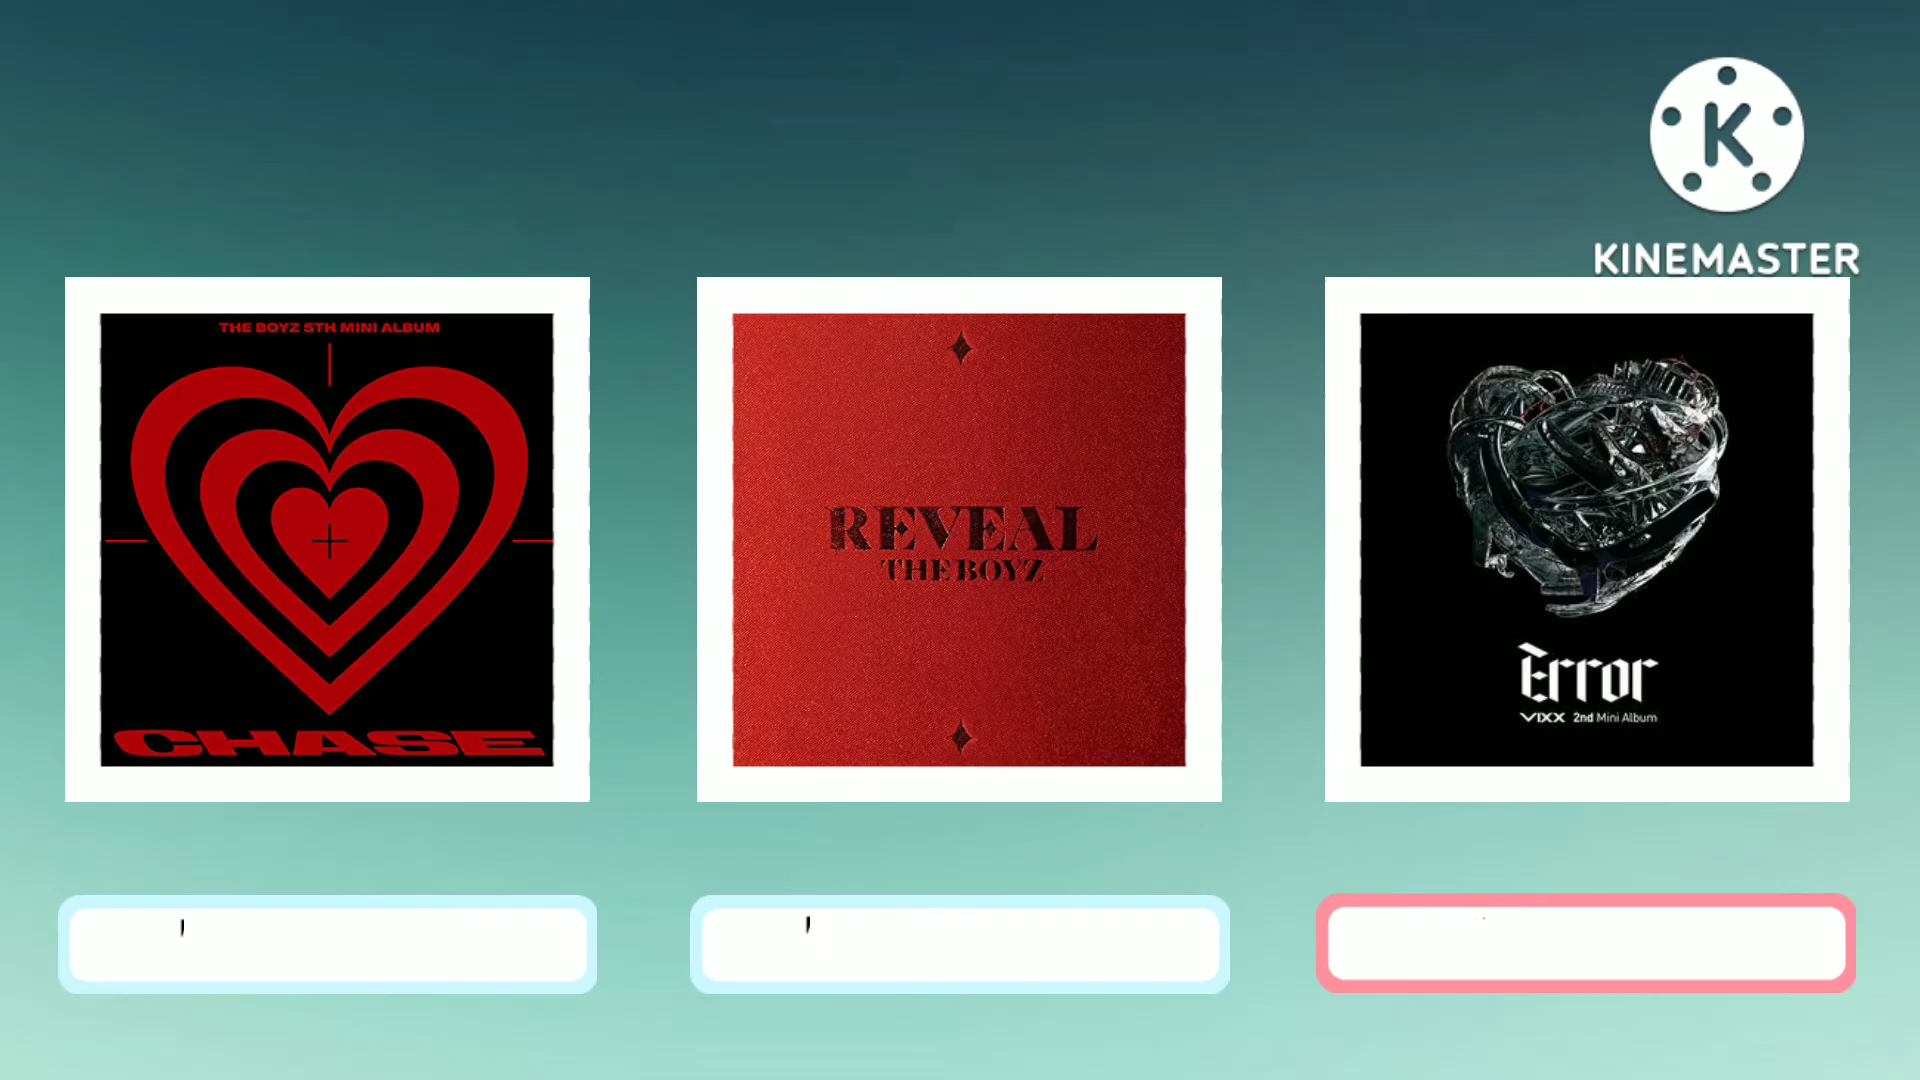 K
KINEMASTER
THE BOYZ 5TH MINI ALBUM
CHASE
REVEAL
THE BOYZ
Error
VIXX 2nd Mini Album